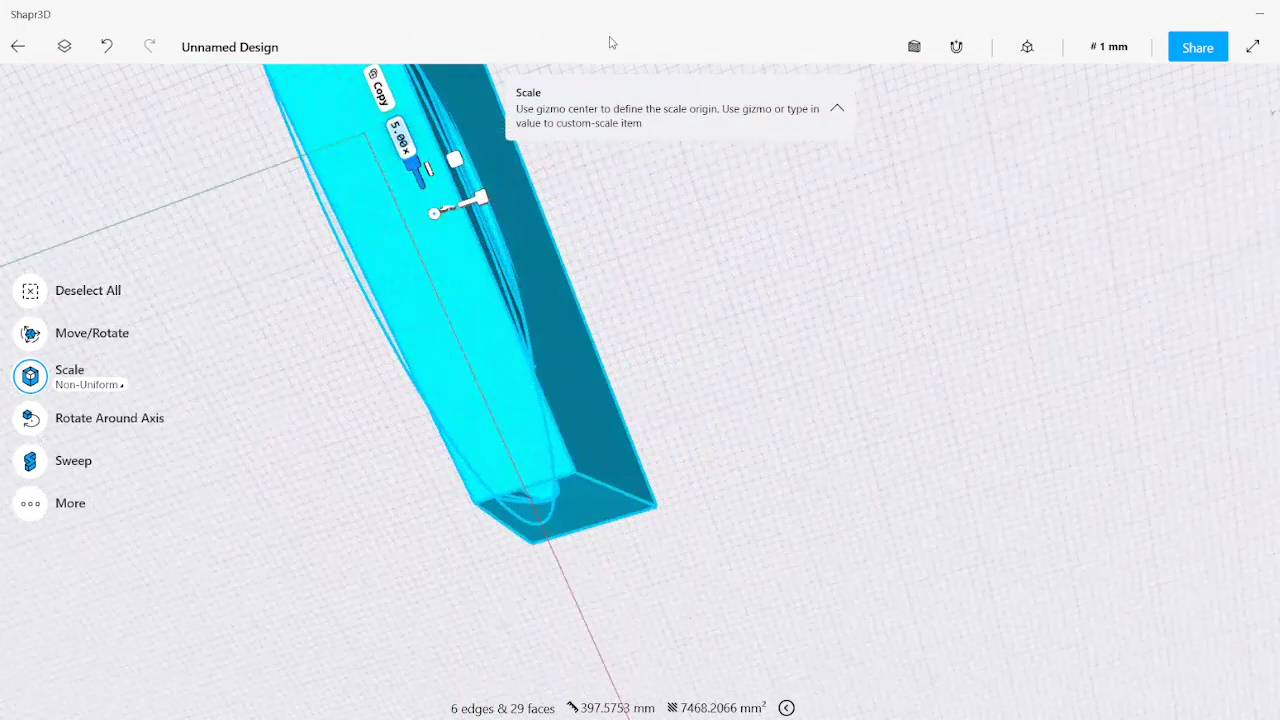 Shapr3D
Unnamed Design
# 1 mm
Share
Scale
Use gizmo center to define the scale origin. Use gizmo or type in
value to custom-scale item
Copy
5.00x
Deselect All
Move/Rotate
Scale
Non-Uniform
Rotate Around Axis
Sweep
More
6 edges & 29 faces 397.5753 mm 7468.2066 mm²